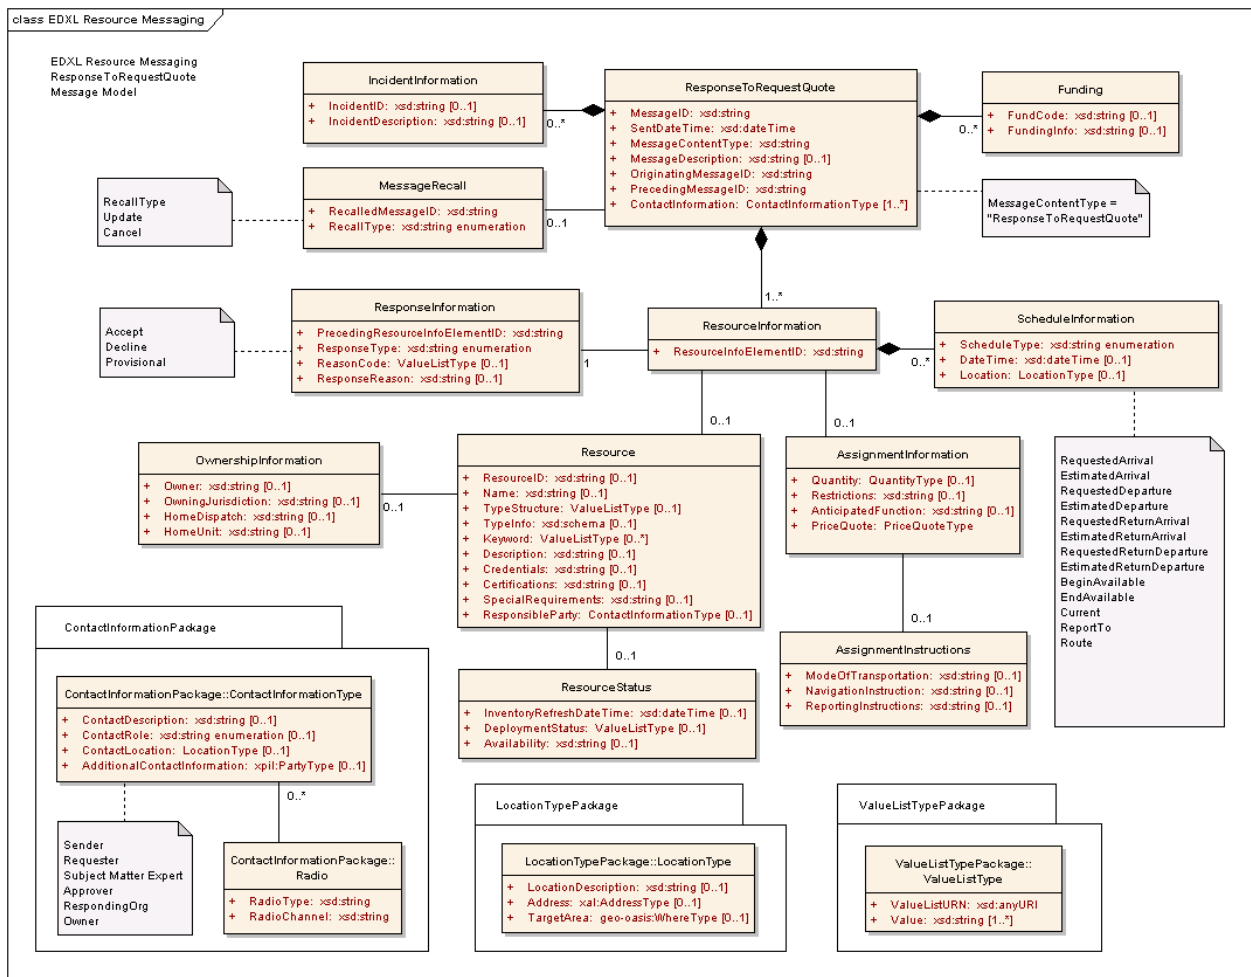 class EDXL Resource Messaging
EDXL Resource Messaging
ResponseToRequestQuote
Message Model
IncidentInformation
+ IncidentID: xsd:string [0..1]
+ IncidentDescription: xsd:string [0..1]
0..*
ResponseToRequestQuote
+ MessageID: xsd:string
+ SentDateTime: xsd:dateTime
+ MessageContentType: xsd:string
+ MessageDescription: xsd:string [0..1]
+ OriginatingMessageID: xsd:string
+ PrecedingMessageID: xsd:string
+ ContactInformation: ContactInformationType [1..*]
Funding
+ FundCode: xsd:string [0..1]
+ FundingInfo: xsd:string [0..1]
0..*
RecallType
Update
Cancel
MessageRecall
+ RecalledMessageID: xsd:string
+ RecallType: xsd:string enumeration
0..1
MessageContentType =
"ResponseToRequestQuote"
1..*
Accept
Decline
Provisional
ResponseInformation
+ PrecedingResourceInfoElementID: xsd:string
+ ResponseType: xsd:string enumeration
+ ReasonCode: ValueListType [0..1]
+ ResponseReason: xsd:string [0..1]
1
ResourceInformation
+ ResourceInfoElementID: xsd:string
0..*
ScheduleInformation
+ ScheduleType: xsd:string enumeration
+ DateTime: xsd:dateTime [0..1]
+ Location: LocationType [0..1]
0..1
0..1
OwnershipInformation
+ Owner: xsd:string [0..1]
+ OwningJurisdiction: xsd:string [0..1]
+ HomeDispatch: xsd:string [0..1]
+ HomeUnit: xsd:string [0..1]
0..1
Resource
+ ResourceID: xsd:string [0..1]
+ Name: xsd:string [0..1]
+ TypeStructure: ValueListType [0..1]
+ TypeInfo: xsd:schema [0..1]
+ Keyword: ValueListType [0..*]
+ Description: xsd:string [0..1]
+ Credentials: xsd:string [0..1]
+ Certifications: xsd:string [0..1]
+ SpecialRequirements: xsd:string [0..1]
+ ResponsibleParty: ContactInformationType [0..1]
AssignmentInformation
+ Quantity: QuantityType [0..1]
+ Restrictions: xsd:string [0..1]
+ AnticipatedFunction: xsd:string [0..1]
+ PriceQuote: PriceQuoteType
RequestedArrival
EstimatedArrival
RequestedDeparture
EstimatedDeparture
RequestedReturnArrival
EstimatedReturnArrival
RequestedReturnDeparture
EstimatedReturnDeparture
BeginAvailable
EndAvailable
Current
ReportTo
Route
0..1
0..1
AssignmentInstructions
+ ModeOfTransportation: xsd:string [0..1]
+ NavigationInstruction: xsd:string [0..1]
+ ReportingInstructions: xsd:string [0..1]
ResourceStatus
+ InventoryRefreshDateTime: xsd:dateTime [0..1]
+ DeploymentStatus: ValueListType [0..1]
+ Availability: xsd:string [0..1]
ContactInformationPackage
ContactInformationPackage::ContactInformationType
+ ContactDescription: xsd:string [0..1]
+ ContactRole: xsd:string enumeration [0..1]
+ ContactLocation: LocationType [0..1]
+ AdditionalContactInformation: xpil:PartyType [0..1]
0..*
Sender
Requester
Subject Matter Expert
Approver
RespondingOrg
Owner
ContactInformationPackage::
Radio
+ RadioType: xsd:string
+ RadioChannel: xsd:string
LocationTypePackage
LocationTypePackage::LocationType
+ LocationDescription: xsd:string [0..1]
+ Address: xal:AddressType [0..1]
+ TargetArea: geo-oasis:WhereType [0..1]
ValueListTypePackage
ValueListTypePackage::
ValueListType
+ ValueListURN: xsd:anyURI
+ Value: xsd:string [1..*]